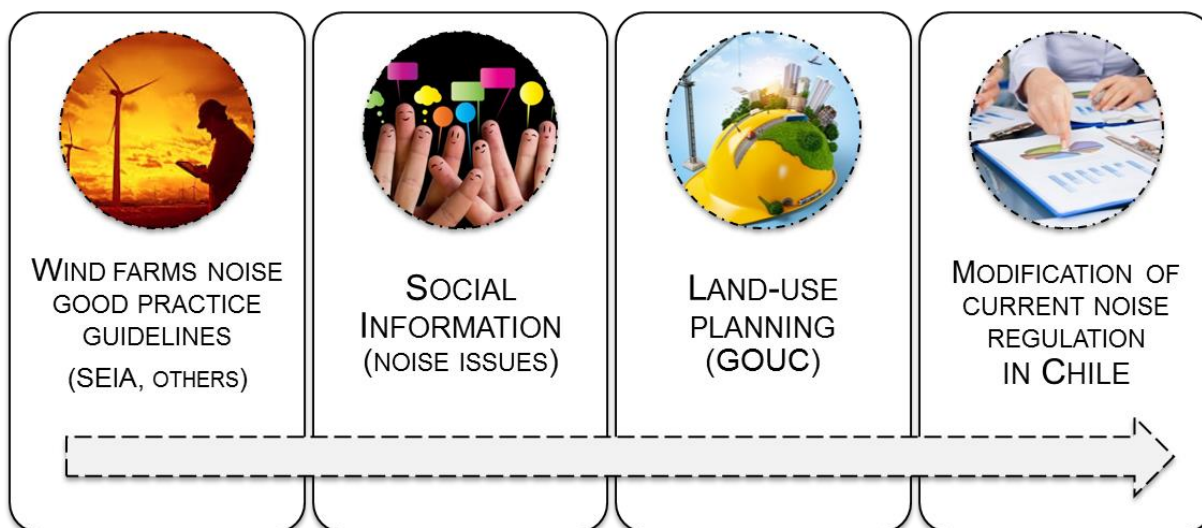 WIND FARMS NOISE
GOOD PRACTICE
GUIDELINES
(SEIA, OTHERS)
SOCIAL
INFORMATION
(NOISE ISSUES)
LAND-USE
PLANNING
(GOUC)
MODIFICATION OF
CURRENT NOISE
REGULATION
IN CHILE